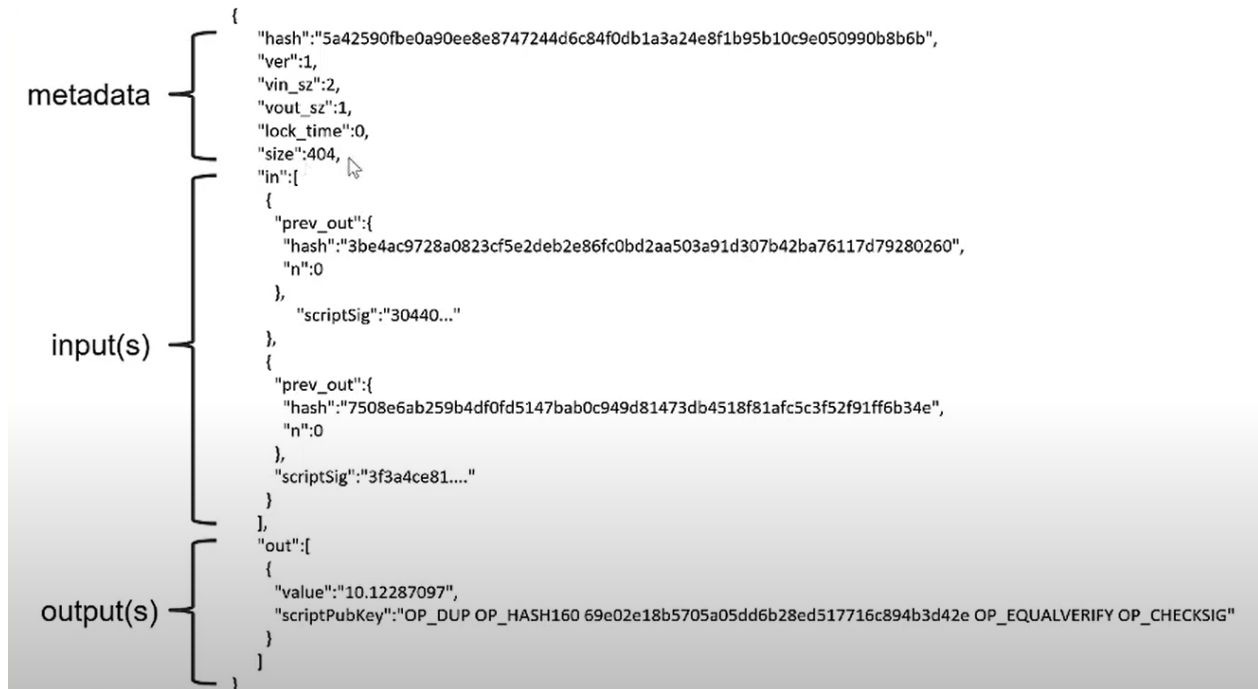 {
"hash":"5a42590fbe0a90ee8e8747244d6c84f0db1a3a24e8f1b95b10c9e050990b8b6b",
"ver":1,
"vin_sz":2,
metadata
"vout_sz":1,
"lock_time":0,
"size":404,
"in":[
{
"prev_out":{
"hash":"3be4ac9728a0823cf5e2deb2e86fc0bd2aa503a91d307b42ba76117d79280260",
"n":0
},
"scriptSig":"30440..."
input(s)
},
{
"prev_out":{
"hash":"7508e6ab259b4df0fd5147bab0c949d81473db4518f81afc5c3f52f91ff6b34e",
"n":0
},
"scriptSig":"3f3a4ce81...."
}
],
"out":[
{
"value":"10.12287097",
output(s)
"scriptPubKey":"OP_DUP OP_HASH160 69e02e18b5705a05dd6b28ed517716c894b3d42e OP_EQUALVERIFY OP_CHECKSIG"
}
]
}